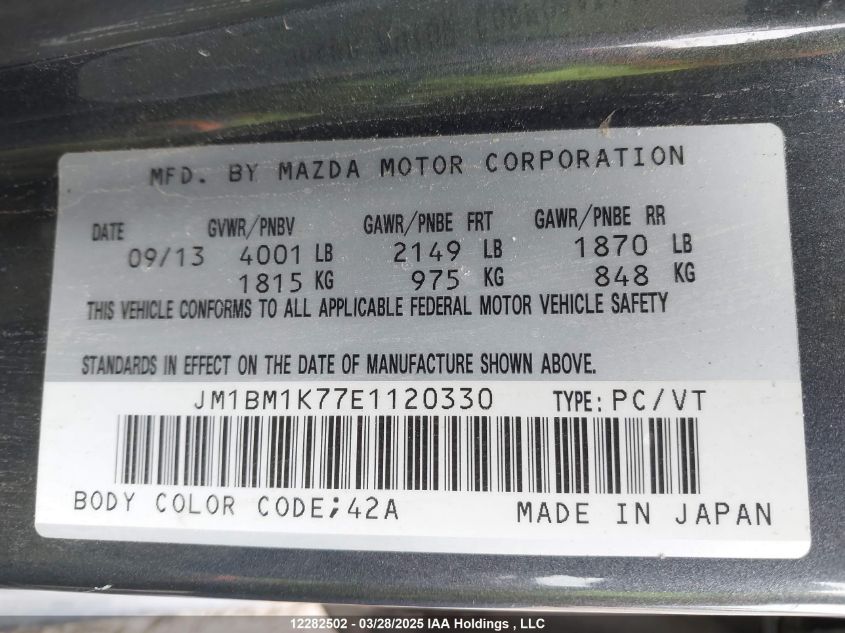 MFD. BY MAZDA MOTOR CORPORATION
DATE GVWR/PNBV GAWR/PNBE FRT GAWR/PNBE RR
09/13 4001 LB 2149 LB 1870 LB
1815 KG 975 KG 848 KG
THIS VEHICLE CONFORMS TO ALL APPLICABLE FEDERAL MOTOR VEHICLE SAFETY
STANDARDS IN EFFECT ON THE DATE OF MANUFACTURE SHOWN ABOVE.
JM1BM1K77E1120330 TYPE: PC/VT
BODY COLOR CODE;42A MADE IN JAPAN
12282502 - 03/28/2025 IAA Holdings , LLC